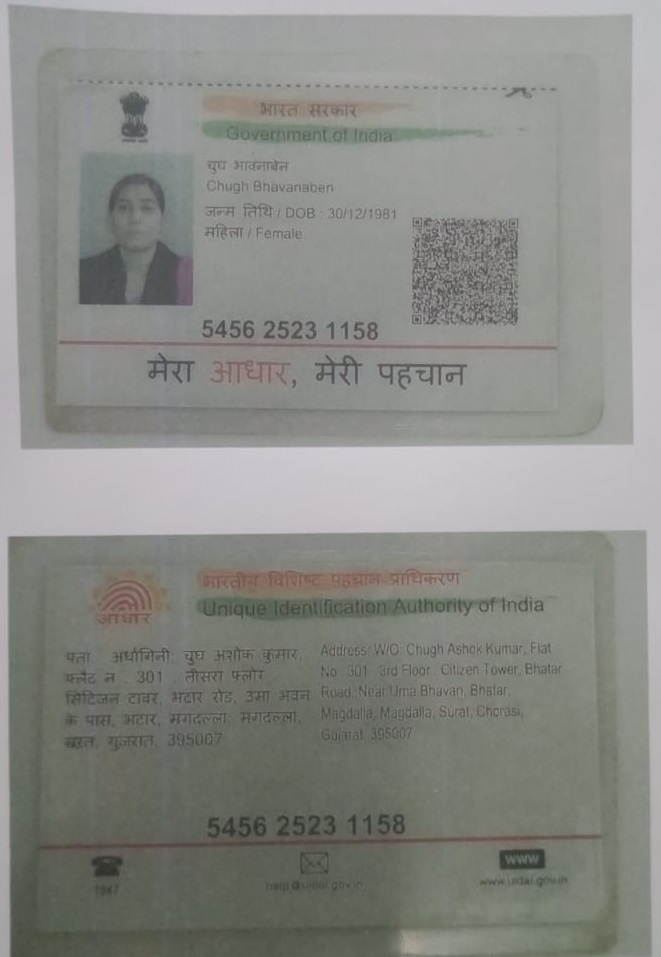 भारत सरकार
Government of India
चुघ भावनाबेन
Chugh Bhavanaben
जन्म तिथि / DOB : 30/12/1981
महिला / Female
5456 2523 1158
मेरा आधार, मेरी पहचान
भारतीय विशिष्ट पहचान प्राधिकरण
Unique Identification Authority of India
आधार
पता अर्धांगिनी चुघ अशोक कुमार,
फ्लैट न . 301 . तीसरा फ्लोर
सिटिजन टावर, भटार रोड, उमा भवन
के पास, भटार, मगदल्ला, मगदल्ला,
सूरत, गुजरात, 395007
Address: W/O: Chugh Ashok Kumar, Flat
No. 301 3rd Floor, Citizen Tower, Bhatar
Road, Near Uma Bhavan, Bhatar,
Magdalla, Magdalla, Surat, Chorasi,
Gujarat, 395007
5456 2523 1158
1947
help@uidai.gov.in
www
www.uidai.gov.in